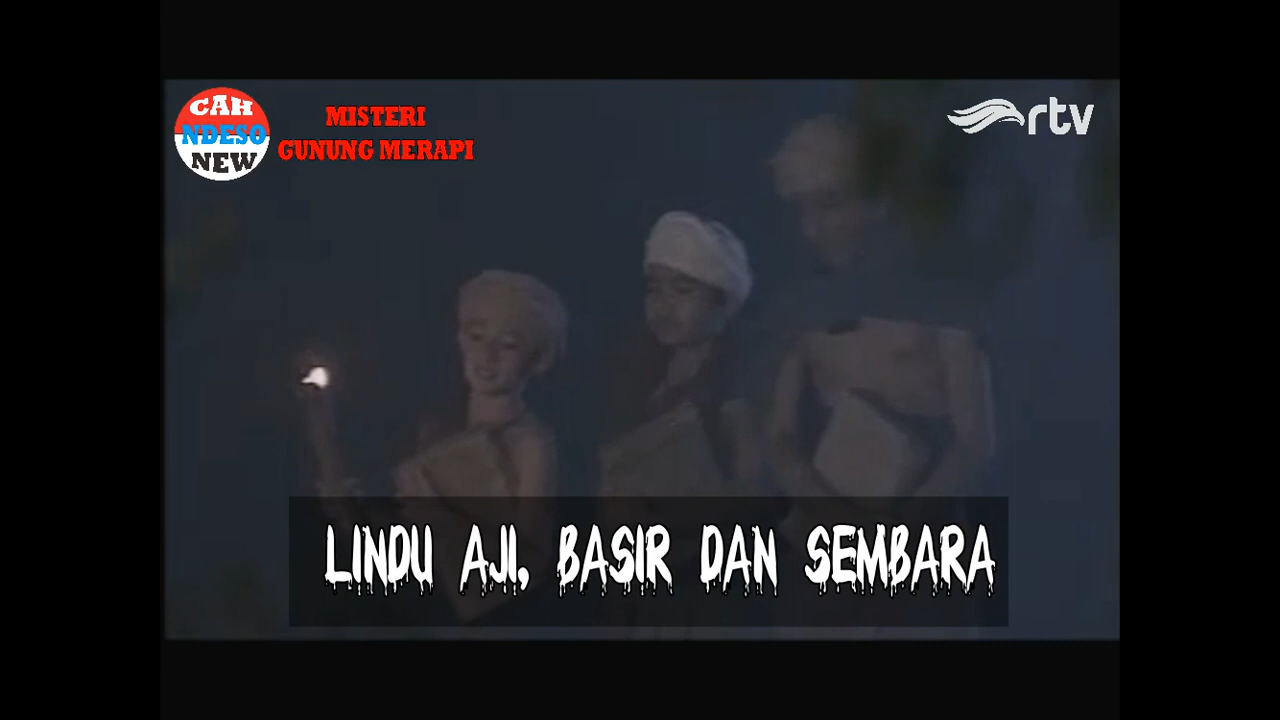 CAH
NDESO
NEW
MISTERI
GUNUNG MERAPI
rtv
LINDU AJI, BASIR DAN SEMBARA